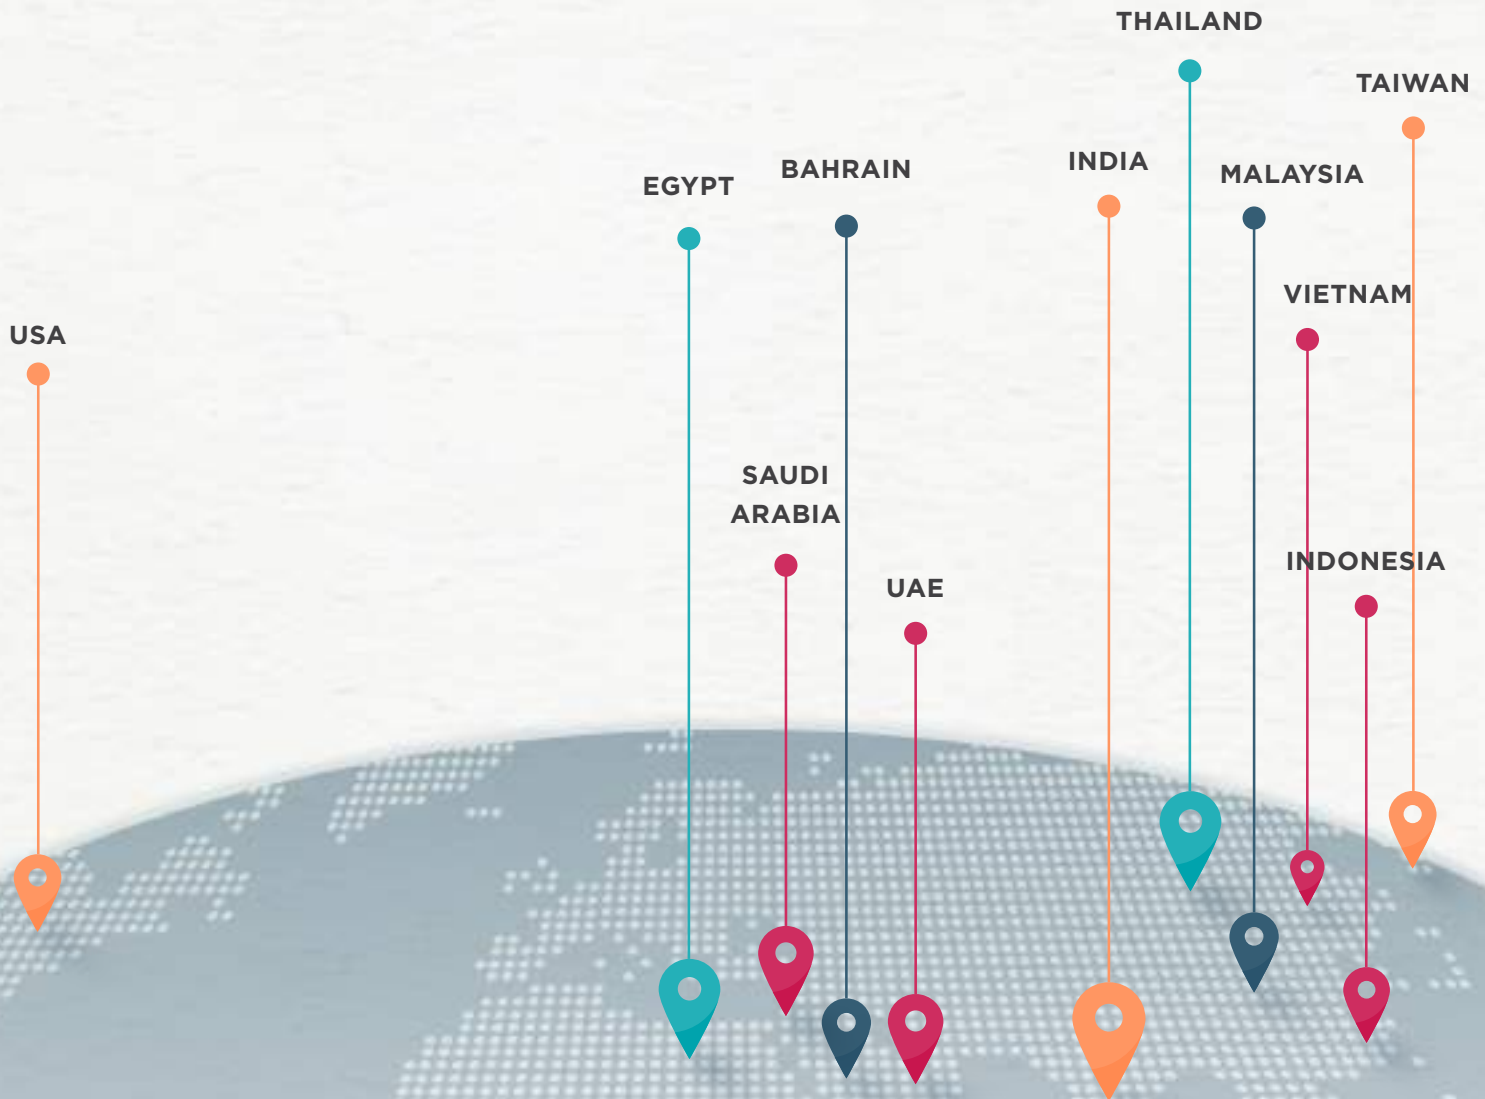 THAILAND
TAIWAN
INDIA
BAHRAIN
MALAYSIA
EGYPT
VIETNAM
USA
SAUDI
ARABIA
INDONESIA
UAE